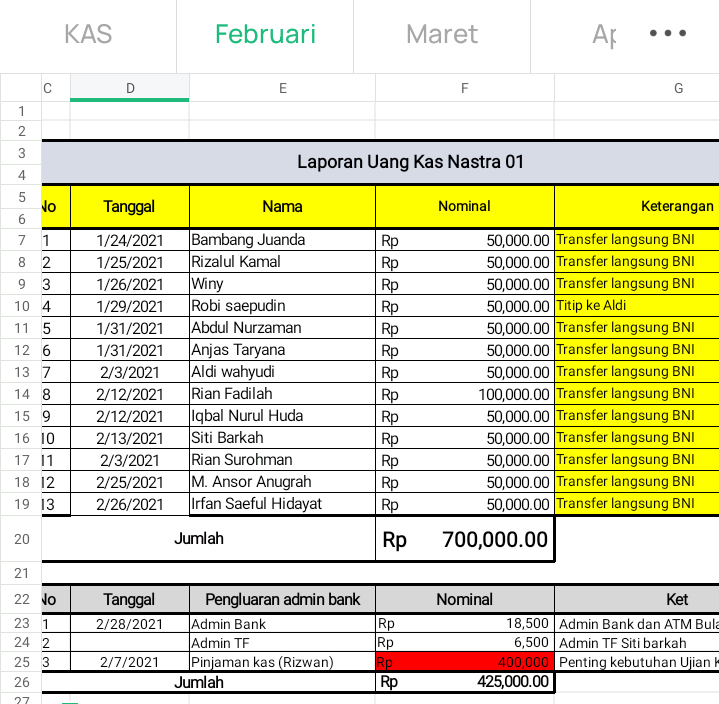 KAS Februari Maret
C D E F G
1
2
3 Laporan Uang Kas Nastra 01
4
5 No Tanggal Nama Nominal Keterangan
6
7 1 1/24/2021 Bambang Juanda Rp 50,000.00 Transfer langsung BNI
8 2 1/25/2021 Rizalul Kamal Rp 50,000.00 Transfer langsung BNI
9 3 1/26/2021 Winy Rp 50,000.00 Transfer langsung BNI
10 4 1/29/2021 Robi saepudin Rp 50,000.00 Titip ke Aldi
11 5 1/31/2021 Abdul Nurzaman Rp 50,000.00 Transfer langsung BNI
12 6 1/31/2021 Anjas Taryana Rp 50,000.00 Transfer langsung BNI
13 7 2/3/2021 Aldi wahyudi Rp 50,000.00 Transfer langsung BNI
14 8 2/12/2021 Rian Fadilah Rp 100,000.00 Transfer langsung BNI
15 9 2/12/2021 Iqbal Nurul Huda Rp 50,000.00 Transfer langsung BNI
16 10 2/13/2021 Siti Barkah Rp 50,000.00 Transfer langsung BNI
17 11 2/3/2021 Rian Surohman Rp 50,000.00 Transfer langsung BNI
18 12 2/25/2021 M. Ansor Anugrah Rp 50,000.00 Transfer langsung BNI
19 13 2/26/2021 Irfan Saeful Hidayat Rp 50,000.00 Transfer langsung BNI
20 Jumlah Rp 700,000.00
21
22 No Tanggal Pengluaran admin bank Nominal Ket
23 1 2/28/2021 Admin Bank Rp 18,500 Admin Bank dan ATM
24 2 Admin TF Rp 6,500 Admin TF Siti barkah
25 3 2/7/2021 Pinjaman kas (Rizwan) Rp 400,000 Penting kebutuhan Ujian
26 Jumlah Rp 425,000.00
27